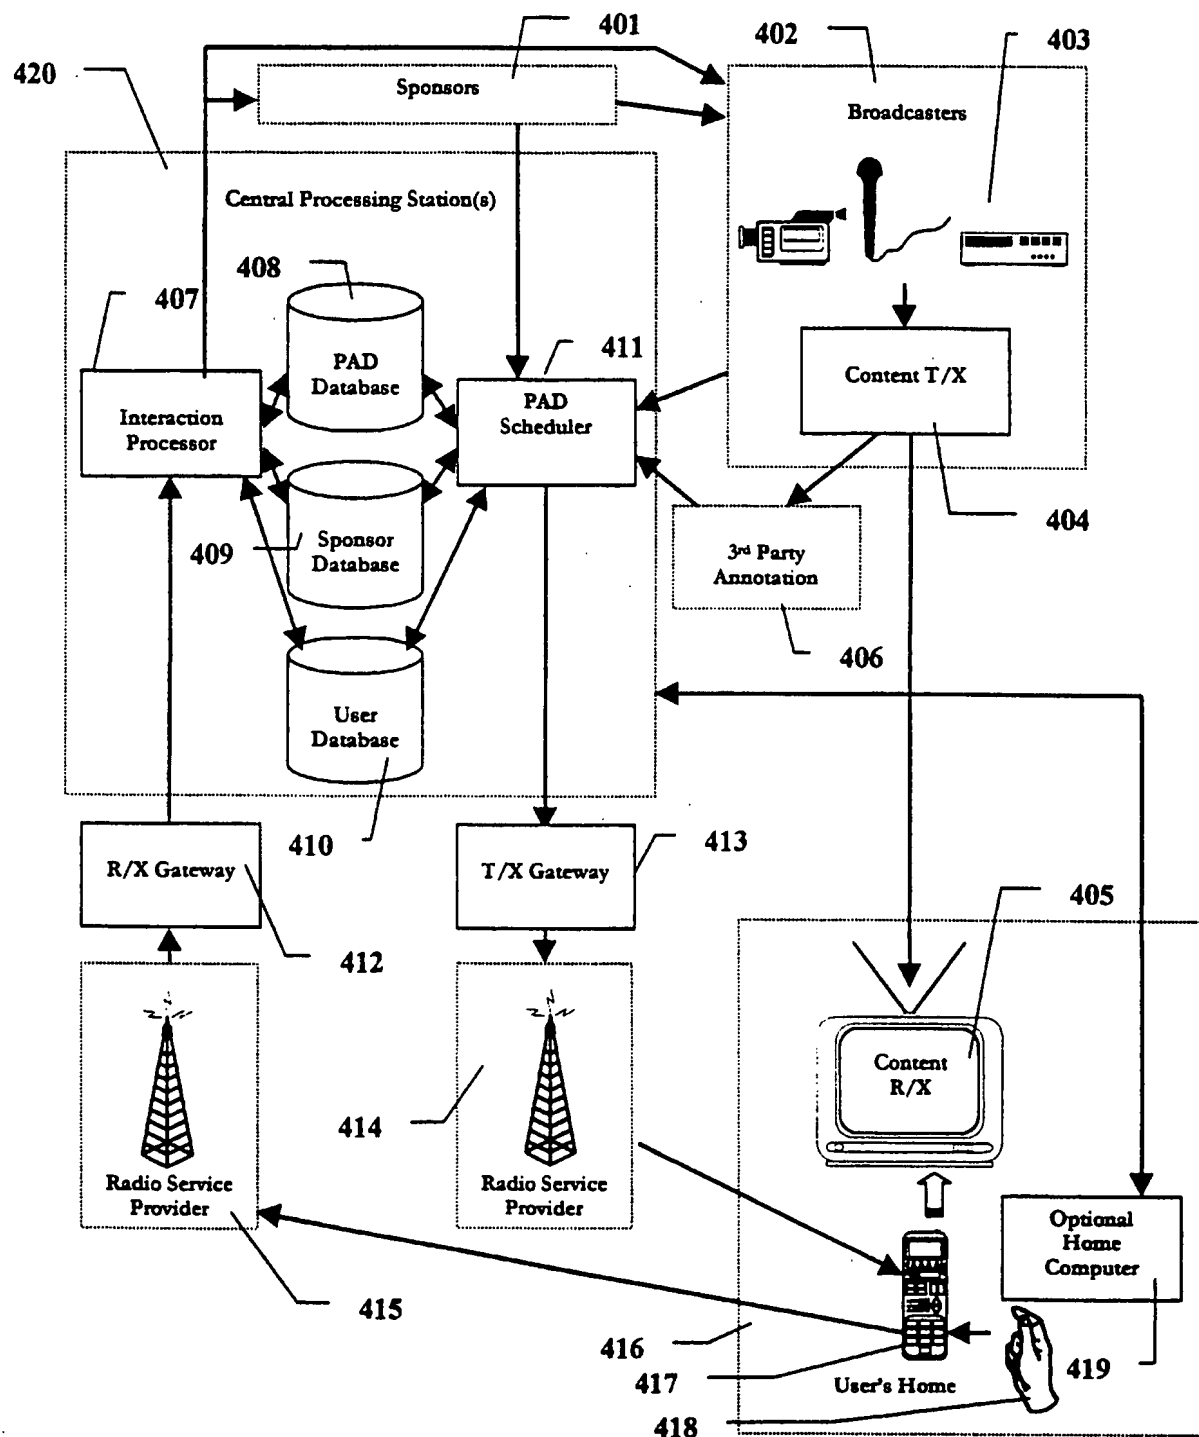 401
402
403
420
Sponsors
Broadcasters
Central Processing Station(s)
408
407
411
PAD
Database
Content T/X
PAD
Scheduler
Interaction
Processor
404
409
Sponsor
Database
3rd Party
Annotation
406
User
Database
410
413
R/X Gateway
T/X Gateway
405
412
Content
R/X
414
Radio Service
Provider
Radio Service
Provider
Optional
Home
Computer
415
416
417
User's Home
419
418